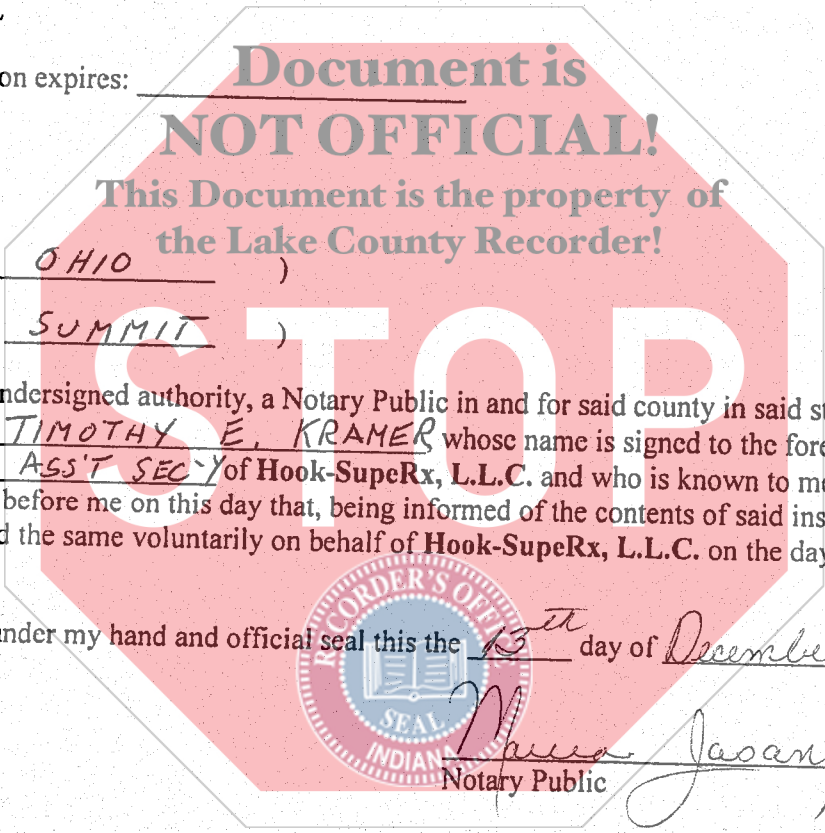 Document is
on expires:
NOT OFFICIAL!
This Document is the property of
the Lake County Recorder!
OHIO )
SUMMIT )
STOP
ndersigned authority, a Notary Public in and for said county in said st
TIMOTHY E. KRAMER whose name is signed to the fore
ASS'T SEC'Y of Hook-SupeRx, L.L.C. and who is known to me
before me on this day that, being informed of the contents of said ins
d the same voluntarily on behalf of Hook-SupeRx, L.L.C. on the day
RECORDER'S OFFICE
nder my hand and official seal this the 13th day of Decembe
SEAL
INDIANA
Notary Public